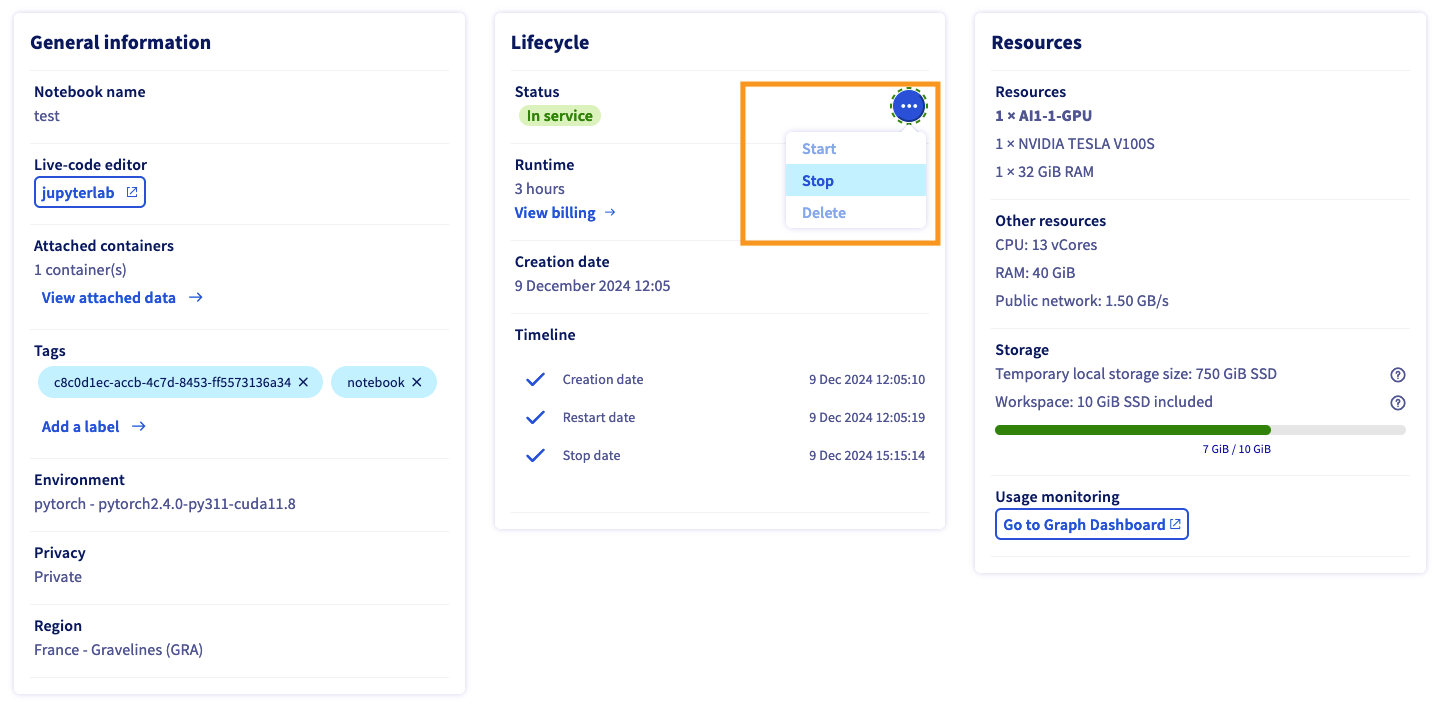 General information
Notebook name
test
Live-code editor
jupyterlab
Attached containers
1 container(s)
View attached data
Tags
c8c0d1ec-accb-4c7d-8453-ff5573136a34
notebook
Add a label
Environment
pytorch - pytorch2.4.0-py311-cuda11.8
Privacy
Private
Region
France - Gravelines (GRA)
Lifecycle
Status
In service
Start
Stop
Delete
Runtime
3 hours
View billing
Creation date
9 December 2024 12:05
Timeline
Creation date 9 Dec 2024 12:05:10
Restart date 9 Dec 2024 12:05:19
Stop date 9 Dec 2024 15:15:14
Resources
Resources
1 × AI1-1-GPU
1 × NVIDIA TESLA V100S
1 × 32 GiB RAM
Other resources
CPU: 13 vCores
RAM: 40 GiB
Public network: 1.50 GB/s
Storage
Temporary local storage size: 750 GiB SSD
Workspace: 10 GiB SSD included
7 GiB / 10 GiB
Usage monitoring
Go to Graph Dashboard